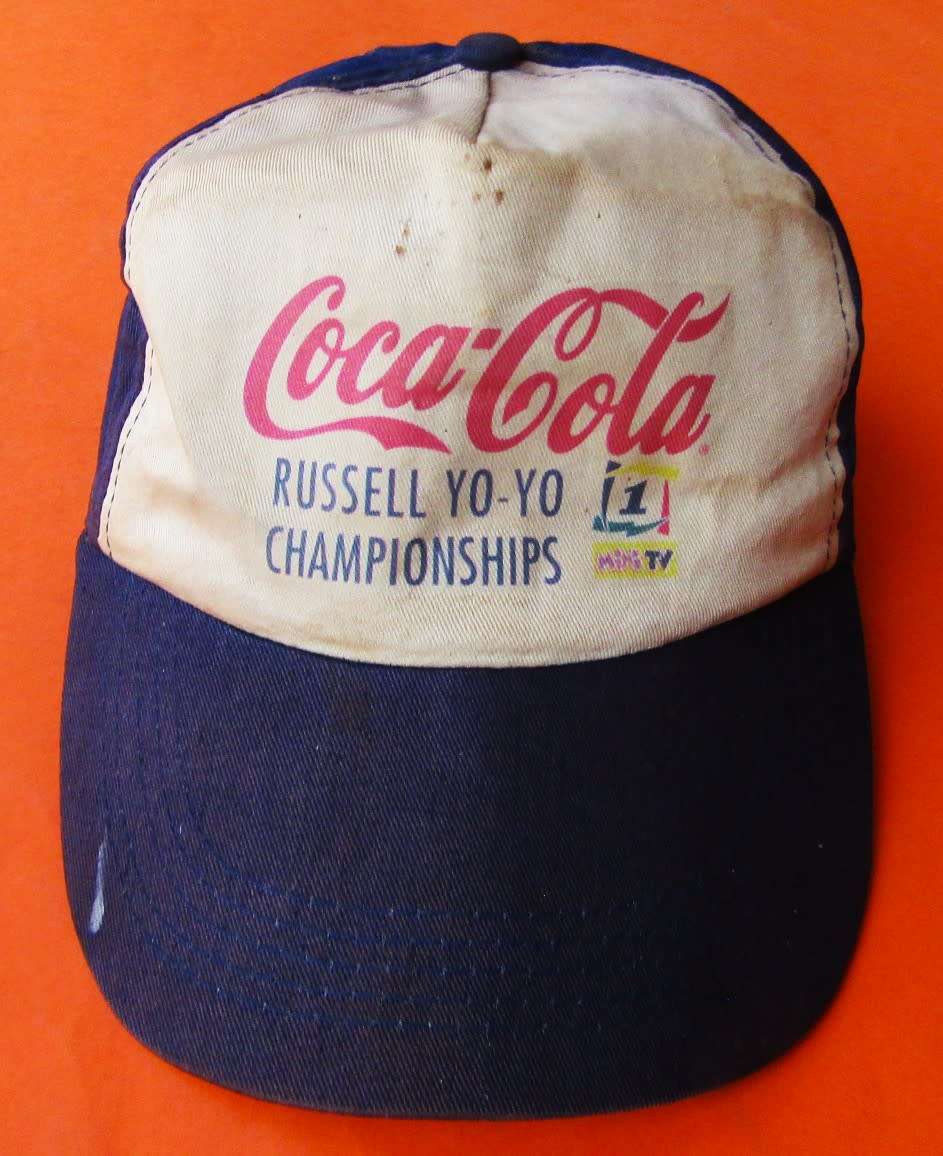 Coca-Cola®
RUSSELL YO-YO
CHAMPIONSHIPS
1
mini TV